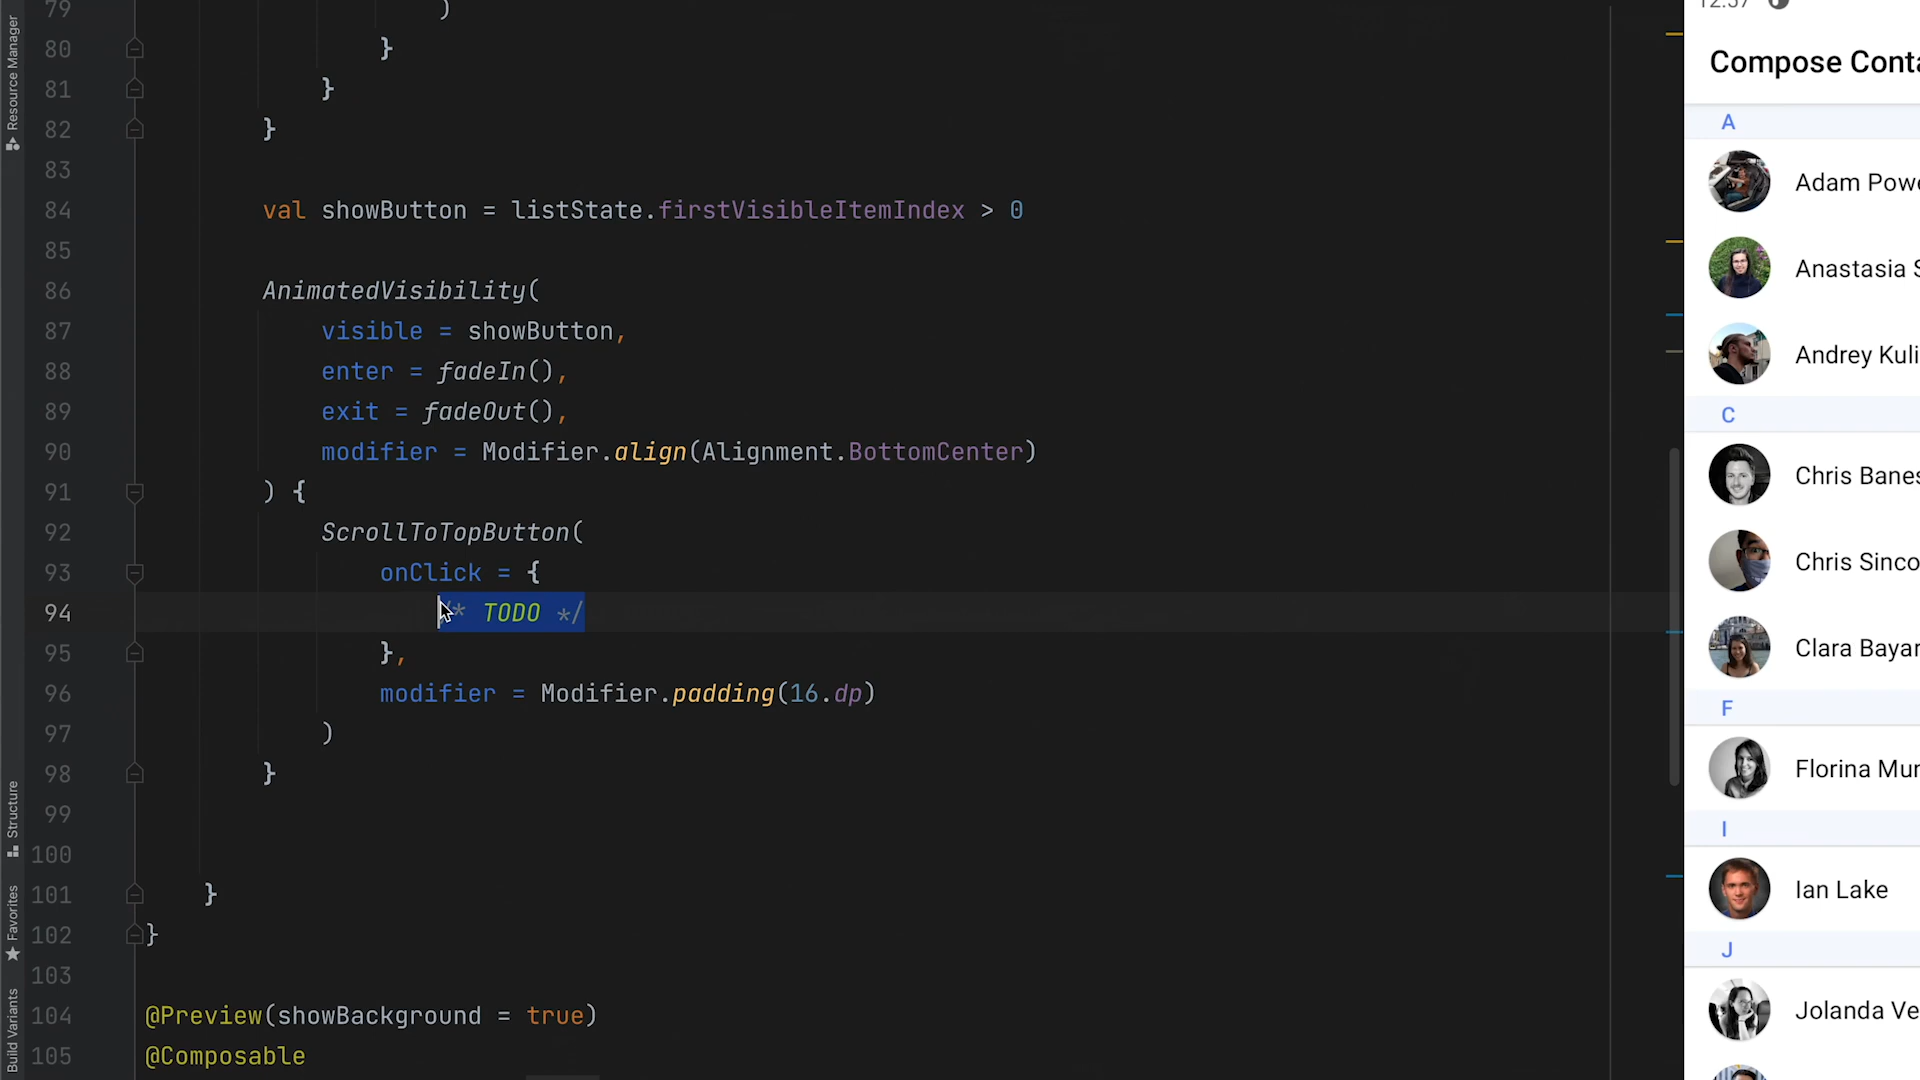 Resource Manager
Structure
Favorites
Build Variants
79 )
80 }
81 }
82 }
83
84 val showButton = listState.firstVisibleItemIndex > 0
85
86 AnimatedVisibility(
87 visible = showButton,
88 enter = fadeIn(),
89 exit = fadeOut(),
90 modifier = Modifier.align(Alignment.BottomCenter)
91 ) {
92 ScrollToTopButton(
93 onClick = {
94 /* TODO */
95 },
96 modifier = Modifier.padding(16.dp)
97 )
98 }
99
100
101 }
102 }
103
104 @Preview(showBackground = true)
105 @Composable
12:57
Compose Conta
A
Adam Powe
Anastasia S
Andrey Kuli
C
Chris Banes
Chris Sinco
Clara Bayar
F
Florina Mun
I
Ian Lake
J
Jolanda Ve